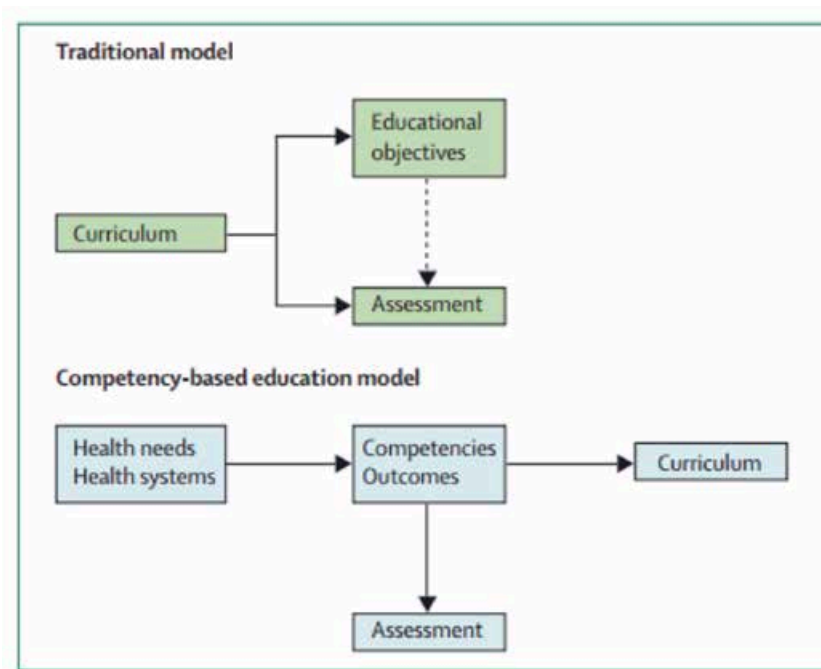 Traditional model
Educational
objectives
Curriculum
Assessment
Competency-based education model
Health needs
Health systems
Competencies
Outcomes
Curriculum
Assessment